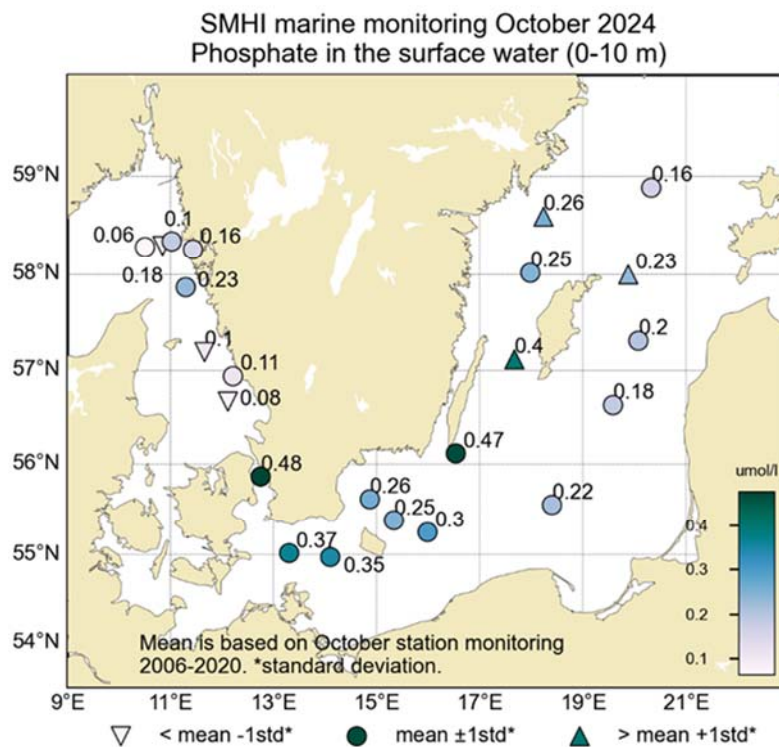 SMHI marine monitoring October 2024
Phosphate in the surface water (0-10 m)
59°N
58°N
57°N
56°N
55°N
54°N
0.1
0.06
0.16
0.18
0.23
0.1
0.11
0.08
0.48
0.37
0.35
0.26
0.25
0.3
0.47
0.4
0.22
0.18
0.2
0.23
0.25
0.26
0.16
umol/l
0.4
0.3
0.2
0.1
Mean is based on October station monitoring
2006-2020. *standard deviation.
9°E 11°E 13°E 15°E 17°E 19°E 21°E
< mean -1std* mean ±1std* > mean +1std*